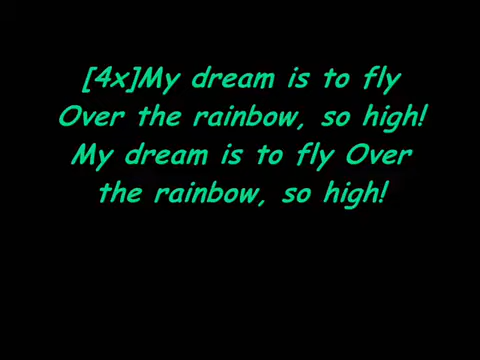 [4x]My dream is to fly
Over the rainbow, so high!
My dream is to fly Over
the rainbow, so high!